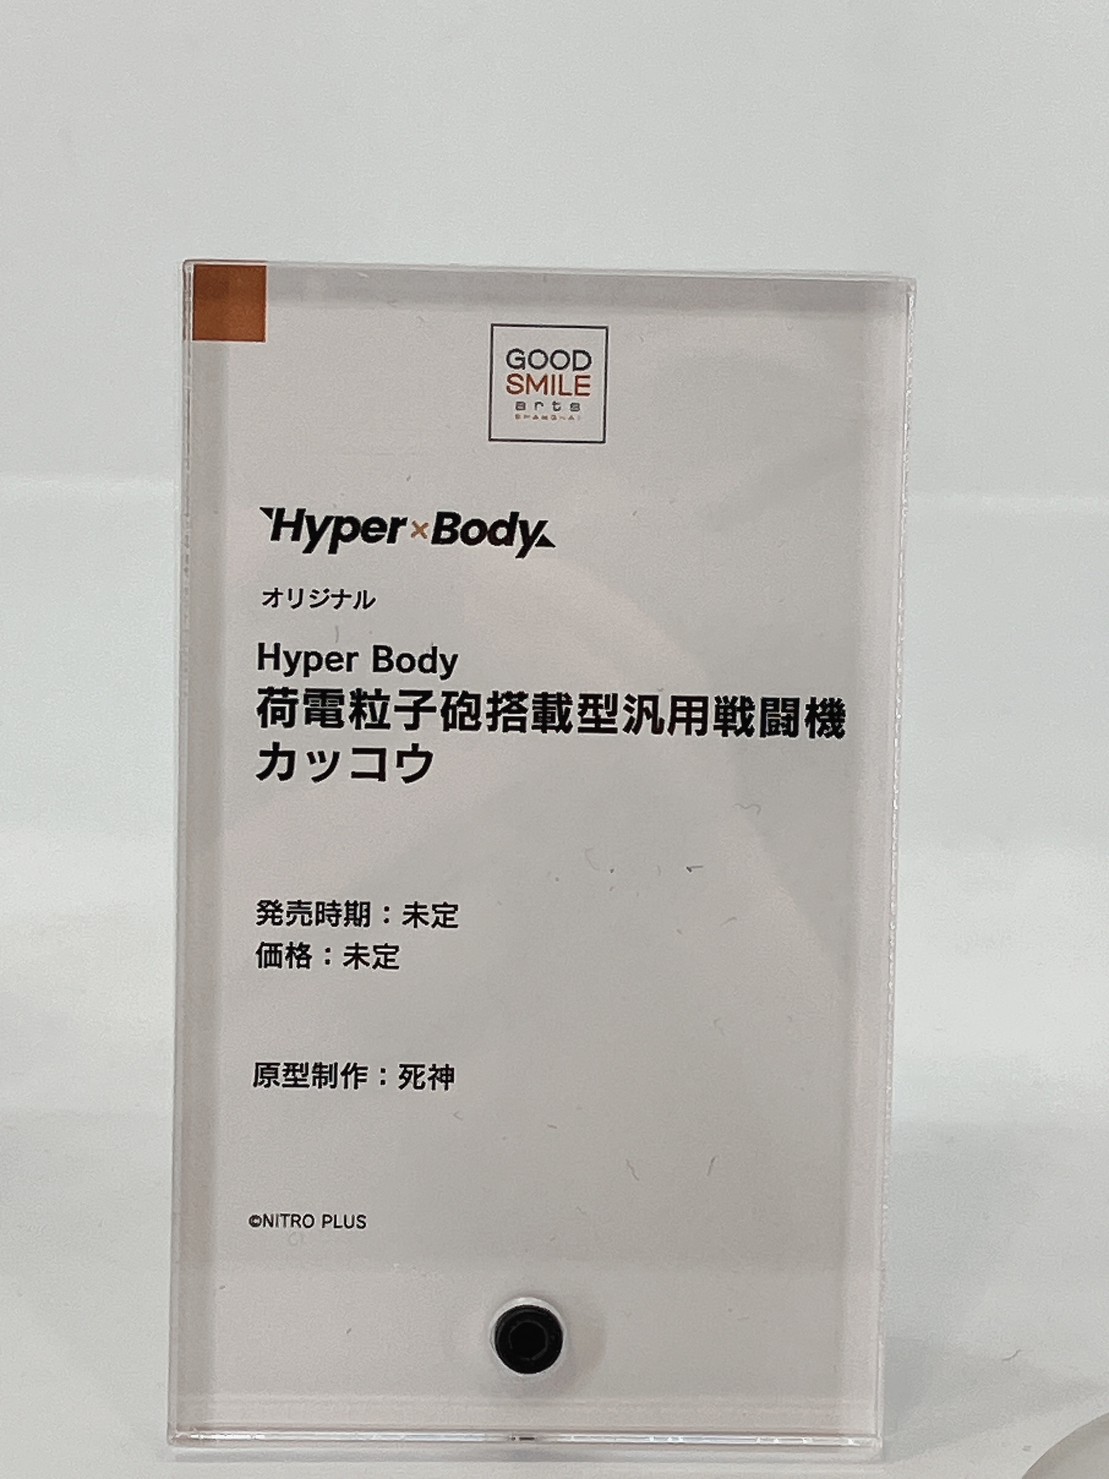 GOOD
SMILE
arts
SHANGHAI
Hyper×Body
オリジナル
Hyper Body
荷電粒子砲搭載型汎用戦闘機
カッコウ
発売時期：未定
価格：未定
原型制作：死神
©NITRO PLUS